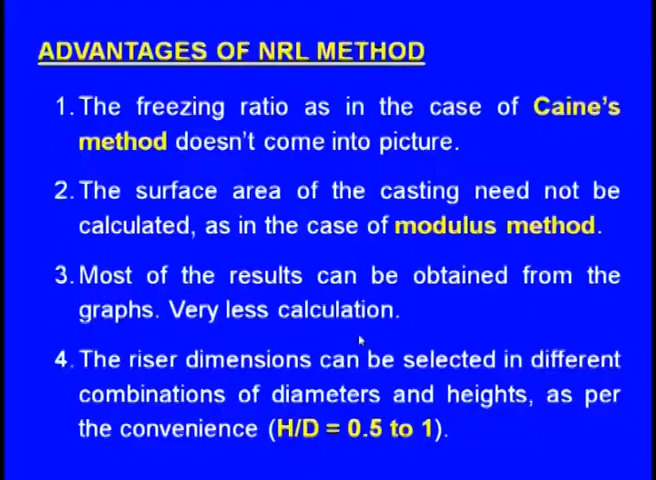 ADVANTAGES OF NRL METHOD
1. The freezing ratio as in the case of Caine's
method doesn't come into picture.
2. The surface area of the casting need not be
calculated, as in the case of modulus method.
3. Most of the results can be obtained from the
graphs. Very less calculation.
4. The riser dimensions can be selected in different
combinations of diameters and heights, as per
the convenience (H/D = 0.5 to 1).